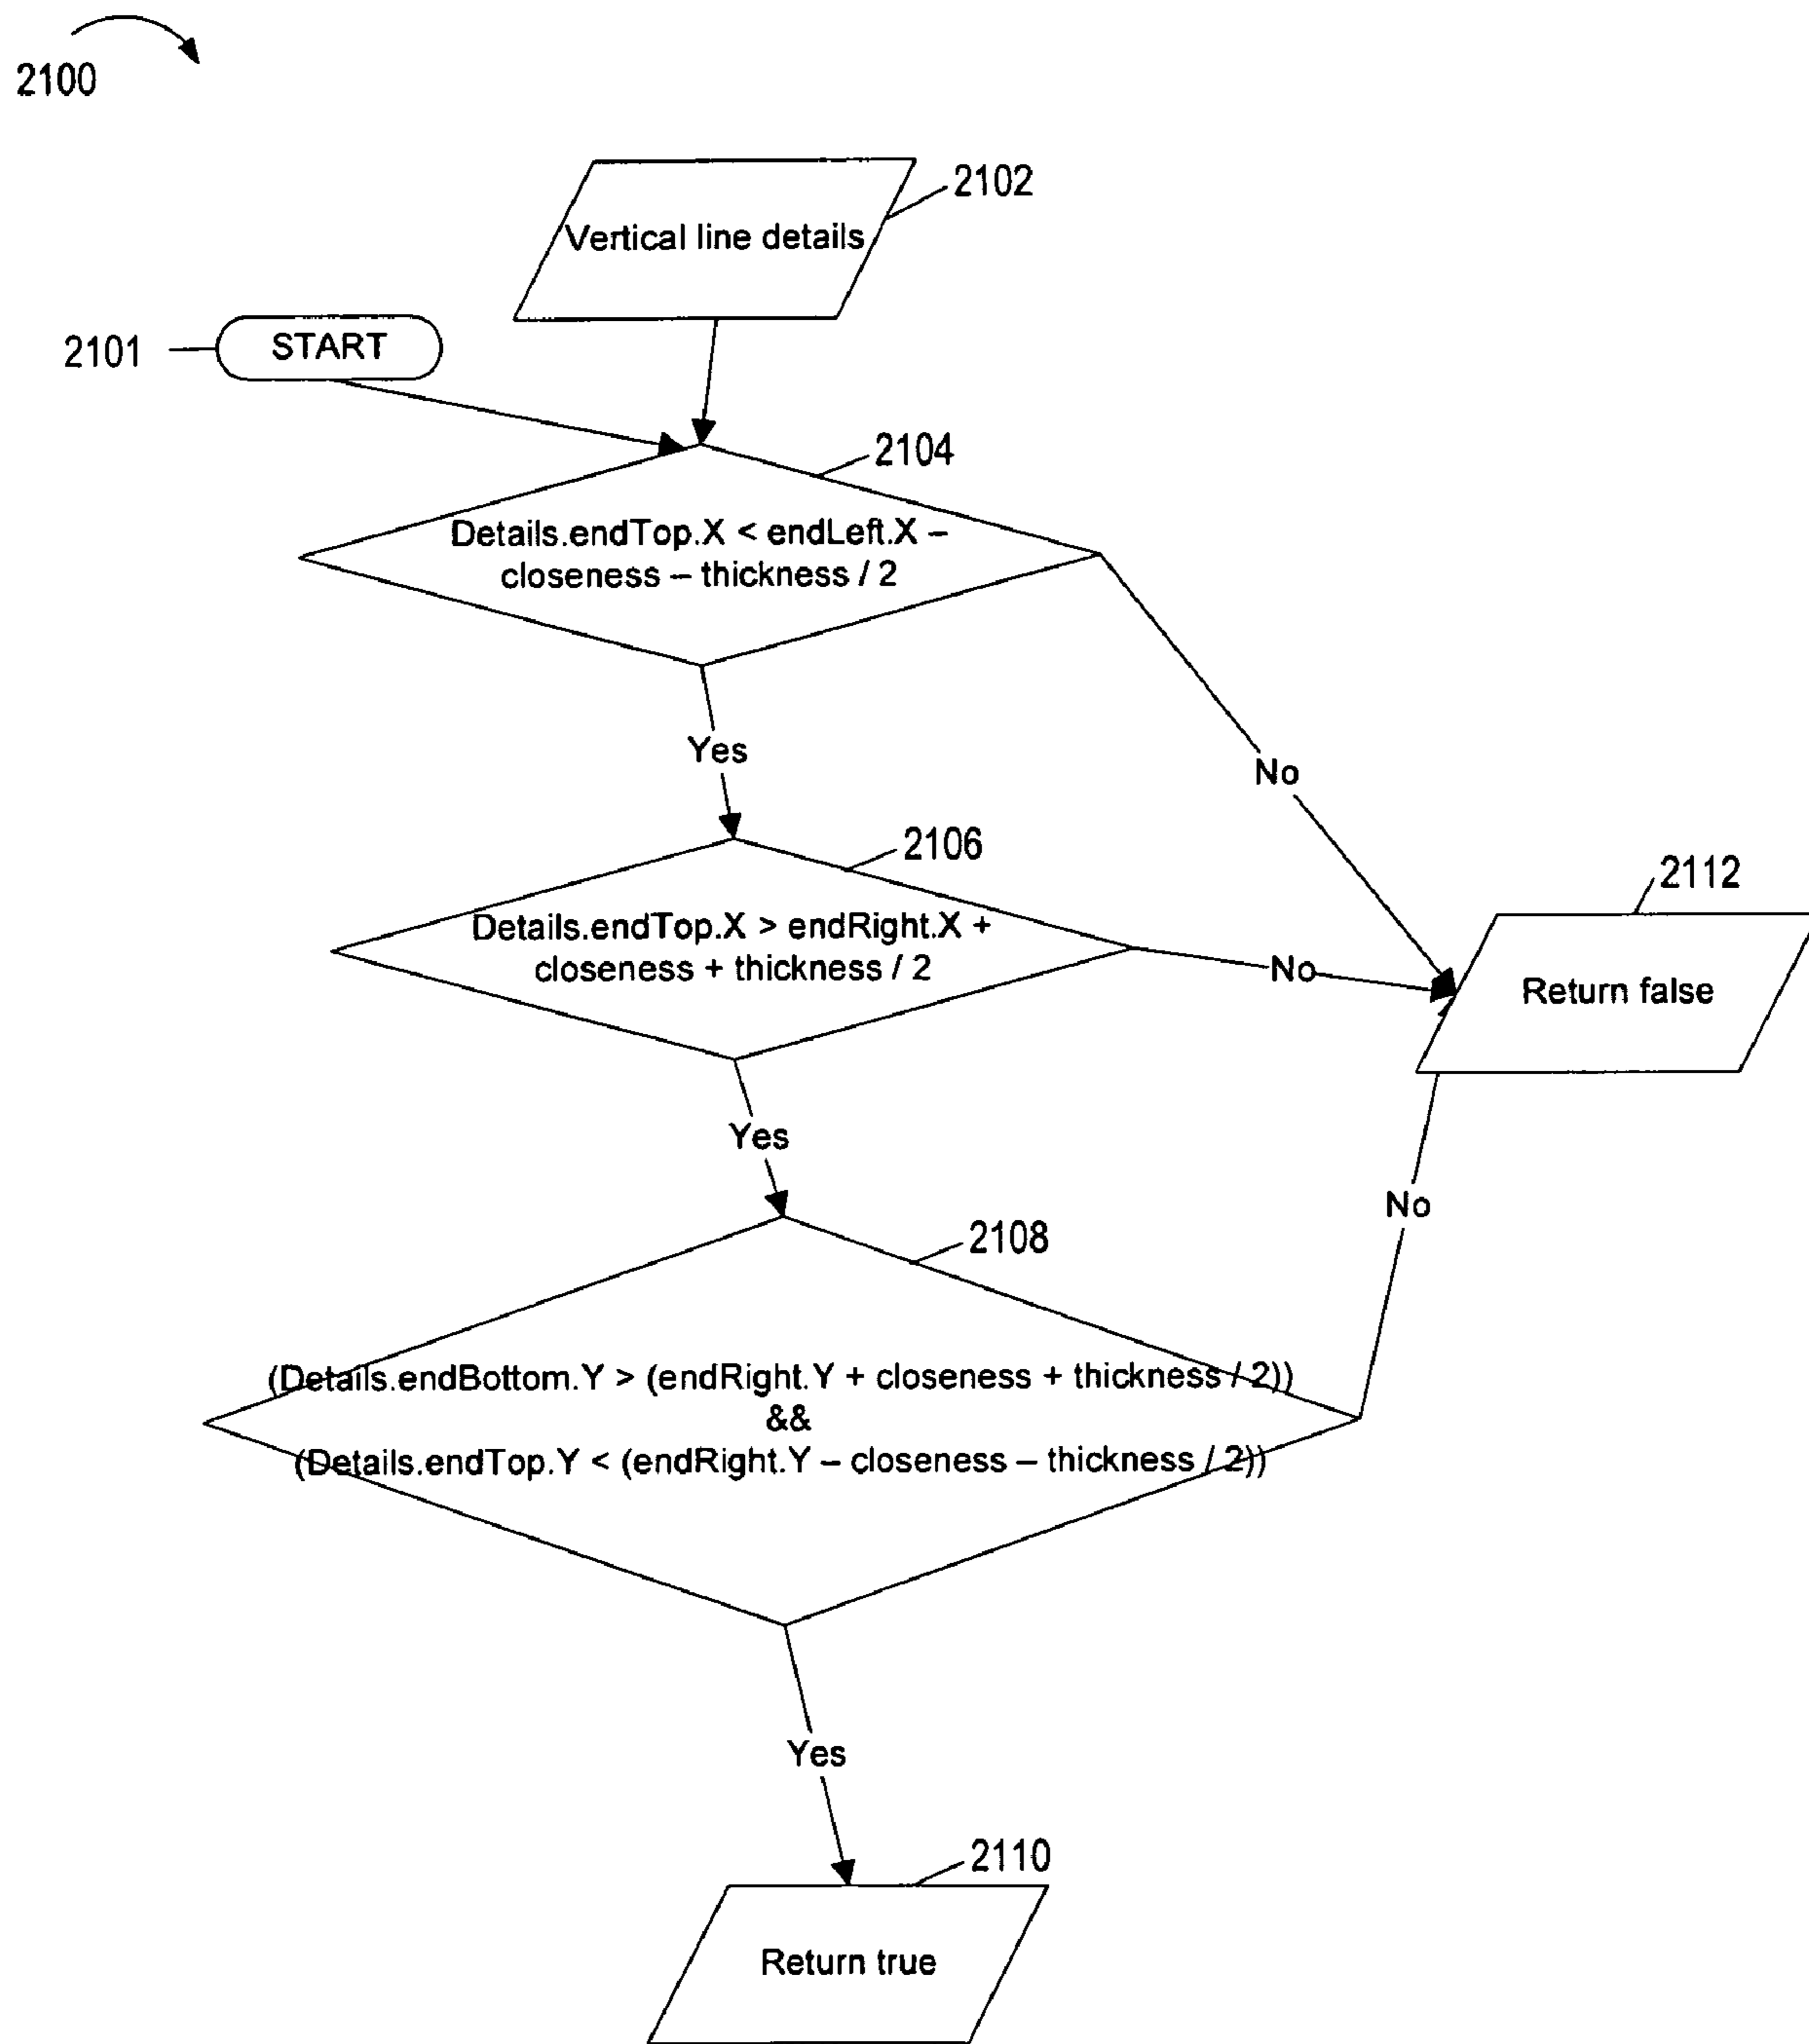 2100
2102
Vertical line details
2101
START
2104
Details.endTop.X < endLeft.X –
closeness – thickness / 2
Yes
No
2106
2112
Details.endTop.X > endRight.X +
closeness + thickness / 2
No
Return false
Yes
No
2108
(Details.endBottom.Y > (endRight.Y + closeness + thickness / 2))
&&
(Details.endTop.Y < (endRight.Y – closeness – thickness / 2))
Yes
2110
Return true